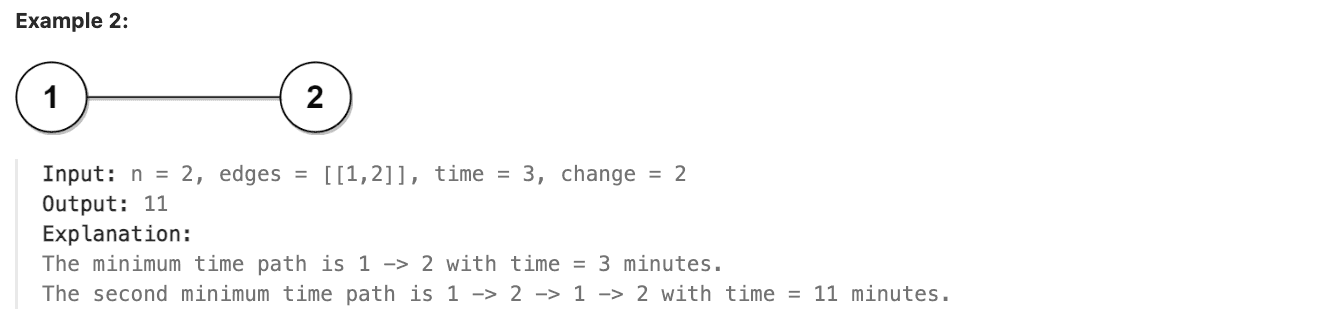 Example 2:
1
2
Input: n = 2, edges = [[1,2]], time = 3, change = 2
Output: 11
Explanation:
The minimum time path is 1 -> 2 with time = 3 minutes.
The second minimum time path is 1 -> 2 -> 1 -> 2 with time = 11 minutes.